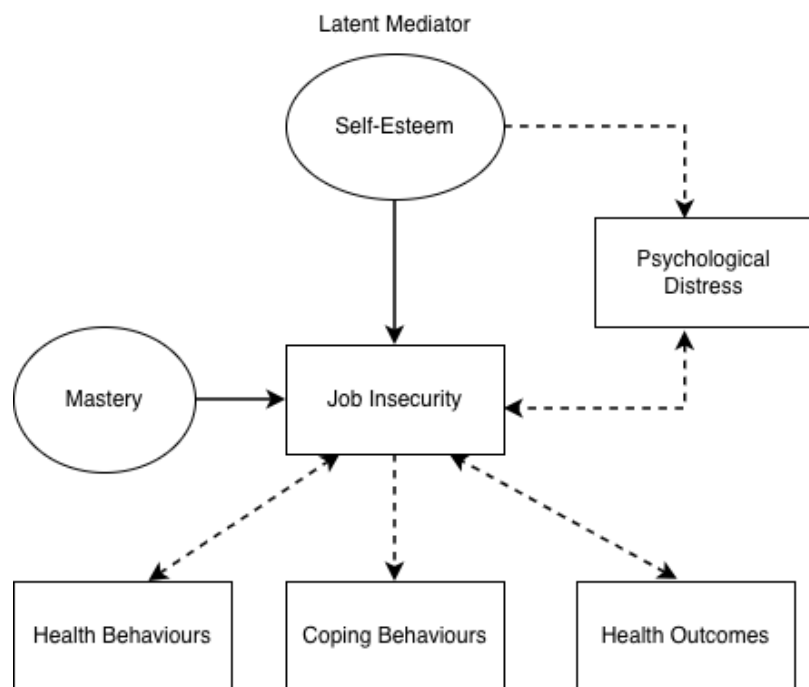 Latent Mediator
Self-Esteem
Psychological
Distress
Mastery
Job Insecurity
Health Behaviours
Coping Behaviours
Health Outcomes